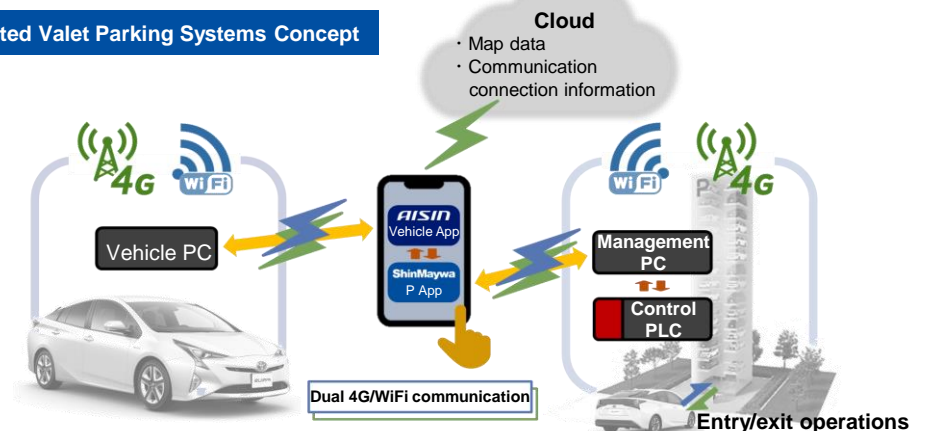 ted Valet Parking Systems Concept
Cloud
・Map data
・Communication
connection information
4G
WiFi
WiFi
4G
P
AISIN
Vehicle App
ShinMaywa
P App
Vehicle PC
Management
PC
Control
PLC
Dual 4G/WiFi communication
Entry/exit operations